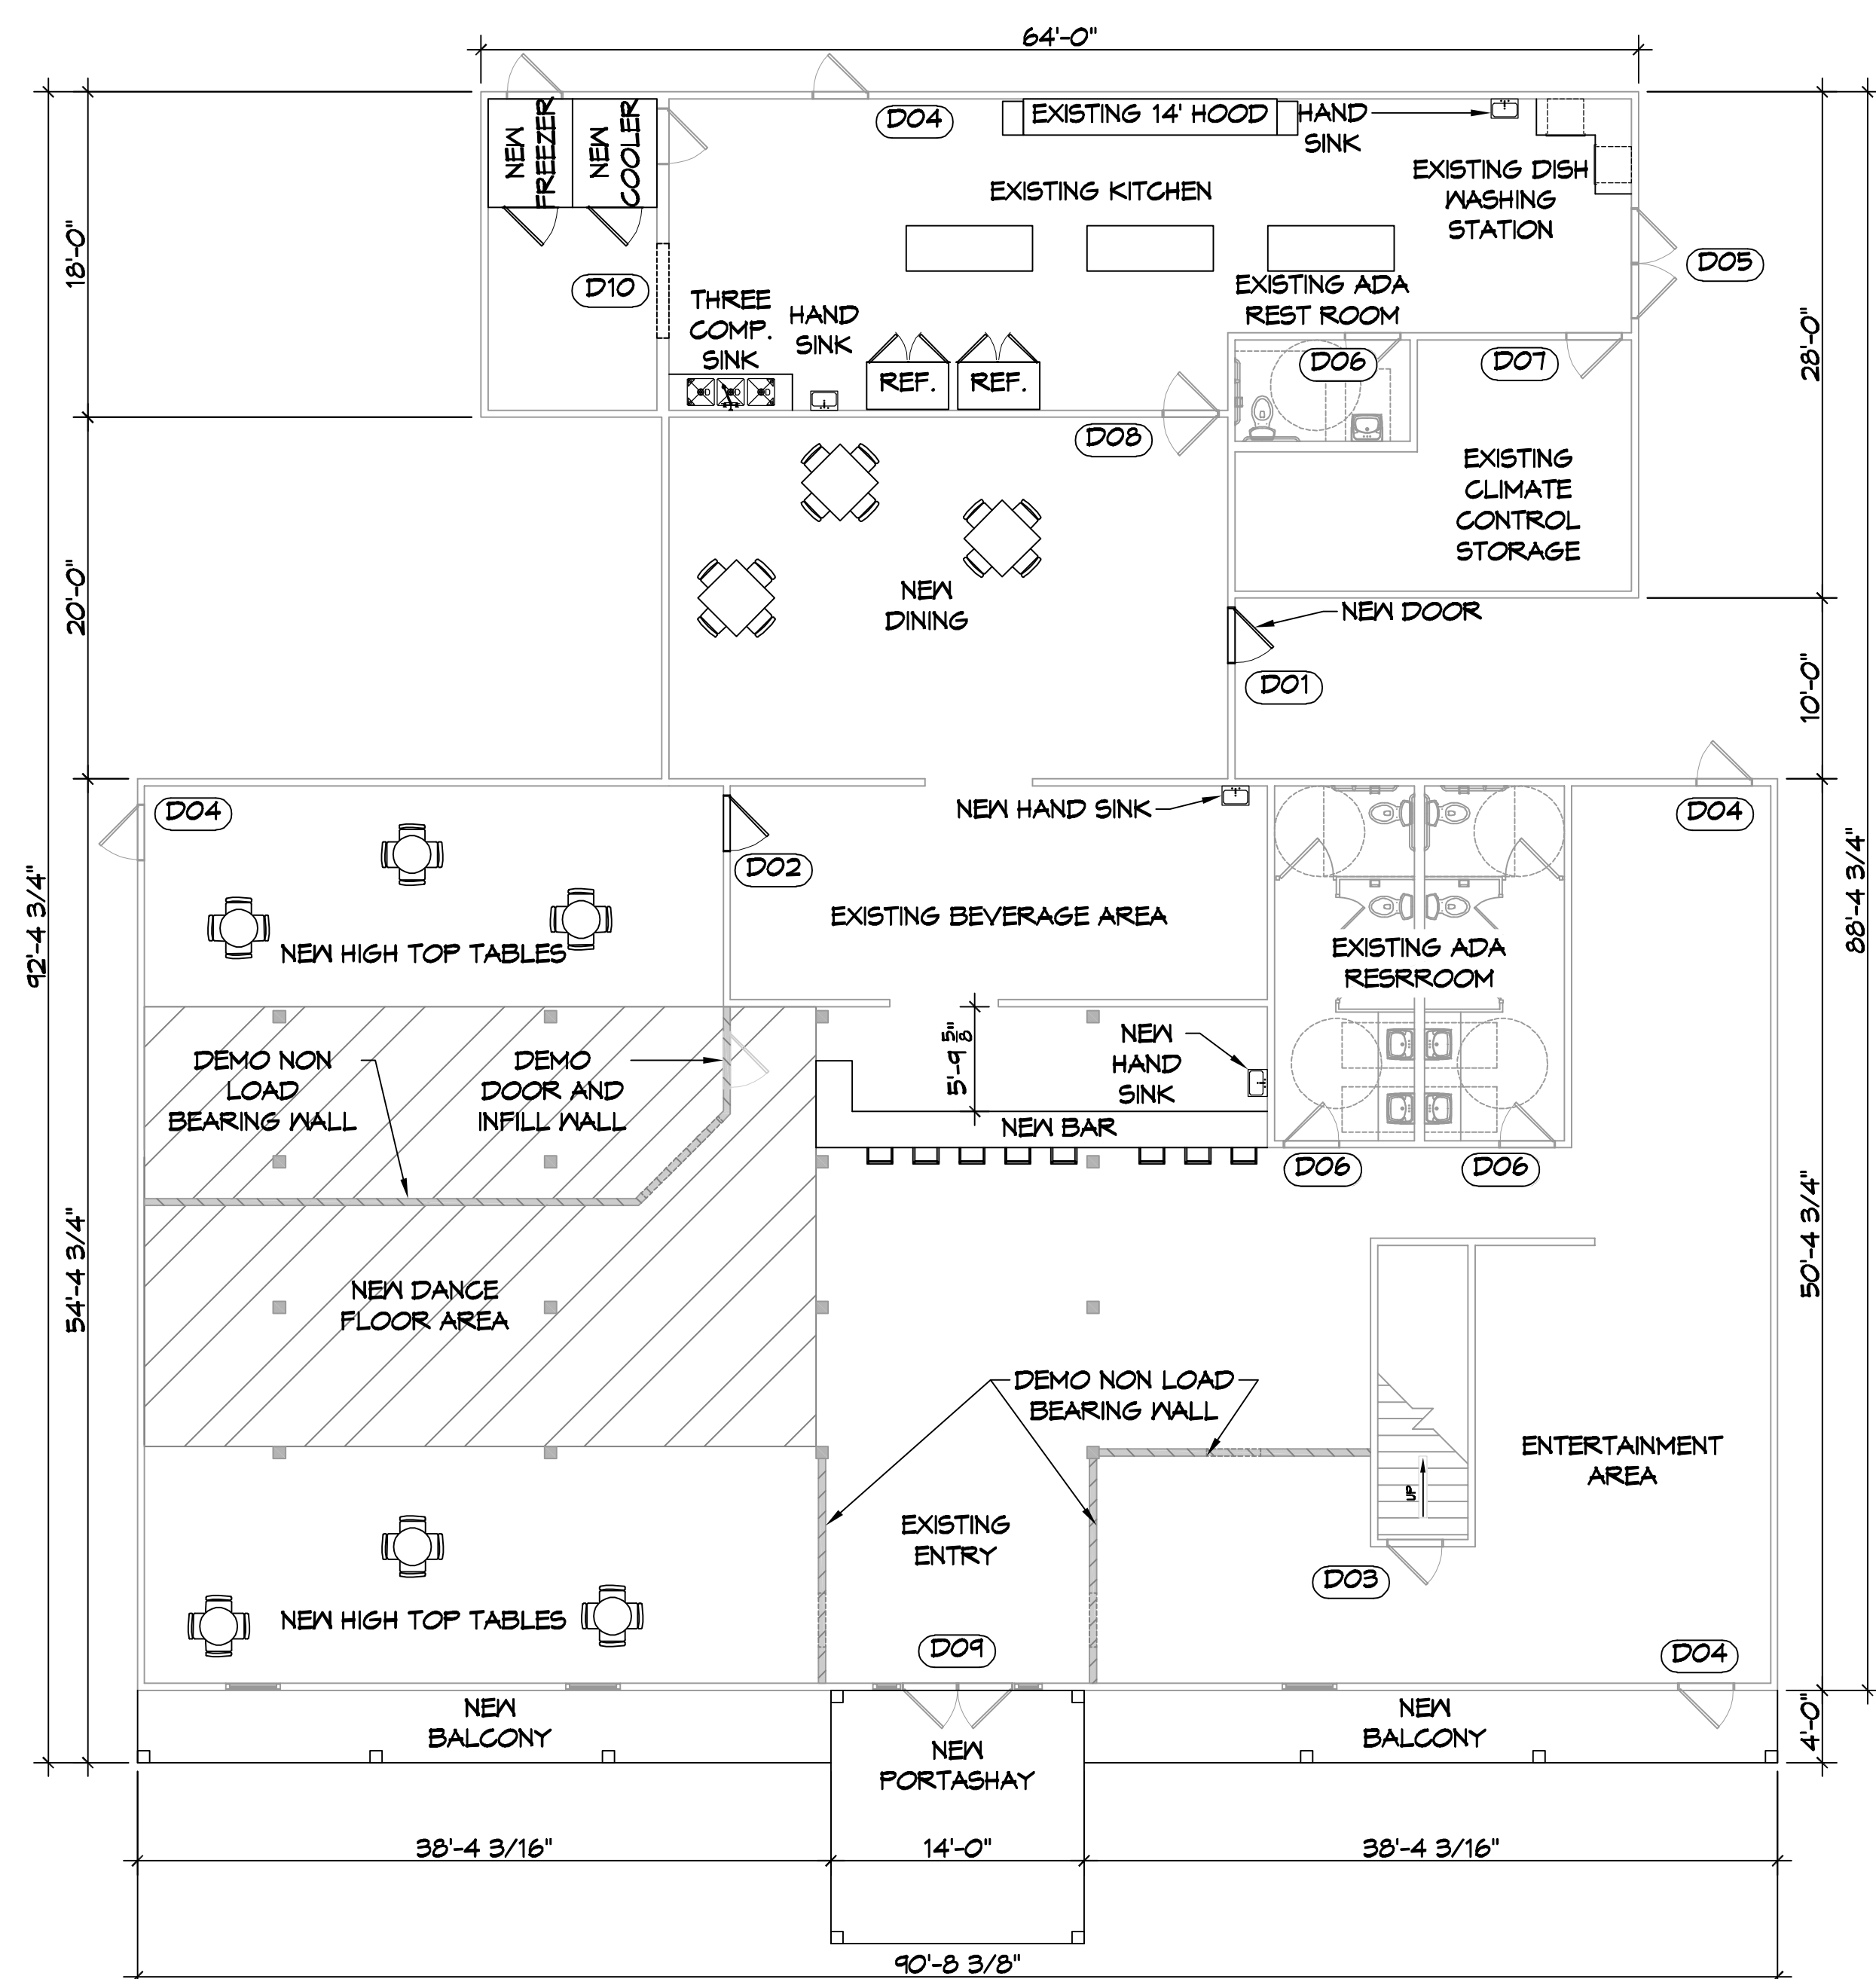 64'-0"
NEW
FREEZER
NEW
COOLER
D04
EXISTING 14' HOOD
HAND
SINK
EXISTING KITCHEN
EXISTING DISH
WASHING
STATION
D05
18'-0"
D10
THREE
COMP.
SINK
HAND
SINK
REF.
REF.
EXISTING ADA
REST ROOM
D06
D07
28'-0"
D08
EXISTING
CLIMATE
CONTROL
STORAGE
20'-0"
NEW
DINING
NEW DOOR
D01
10'-0"
D04
NEW HAND SINK
D04
D02
92'-4 3/4"
88'-4 3/4"
NEW HIGH TOP TABLES
EXISTING BEVERAGE AREA
EXISTING ADA
RESRROOM
DEMO NON
LOAD
BEARING WALL
DEMO
DOOR AND
INFILL WALL
5'-9 5/8"
NEW
HAND
SINK
NEW BAR
D06
D06
54'-4 3/4"
50'-4 3/4"
NEW DANCE
FLOOR AREA
DEMO NON LOAD
BEARING WALL
ENTERTAINMENT
AREA
UP
EXISTING
ENTRY
D03
NEW HIGH TOP TABLES
D09
D04
NEW
BALCONY
NEW
BALCONY
4'-0"
NEW
PORTASHAY
38'-4 3/16"
14'-0"
38'-4 3/16"
90'-8 3/8"